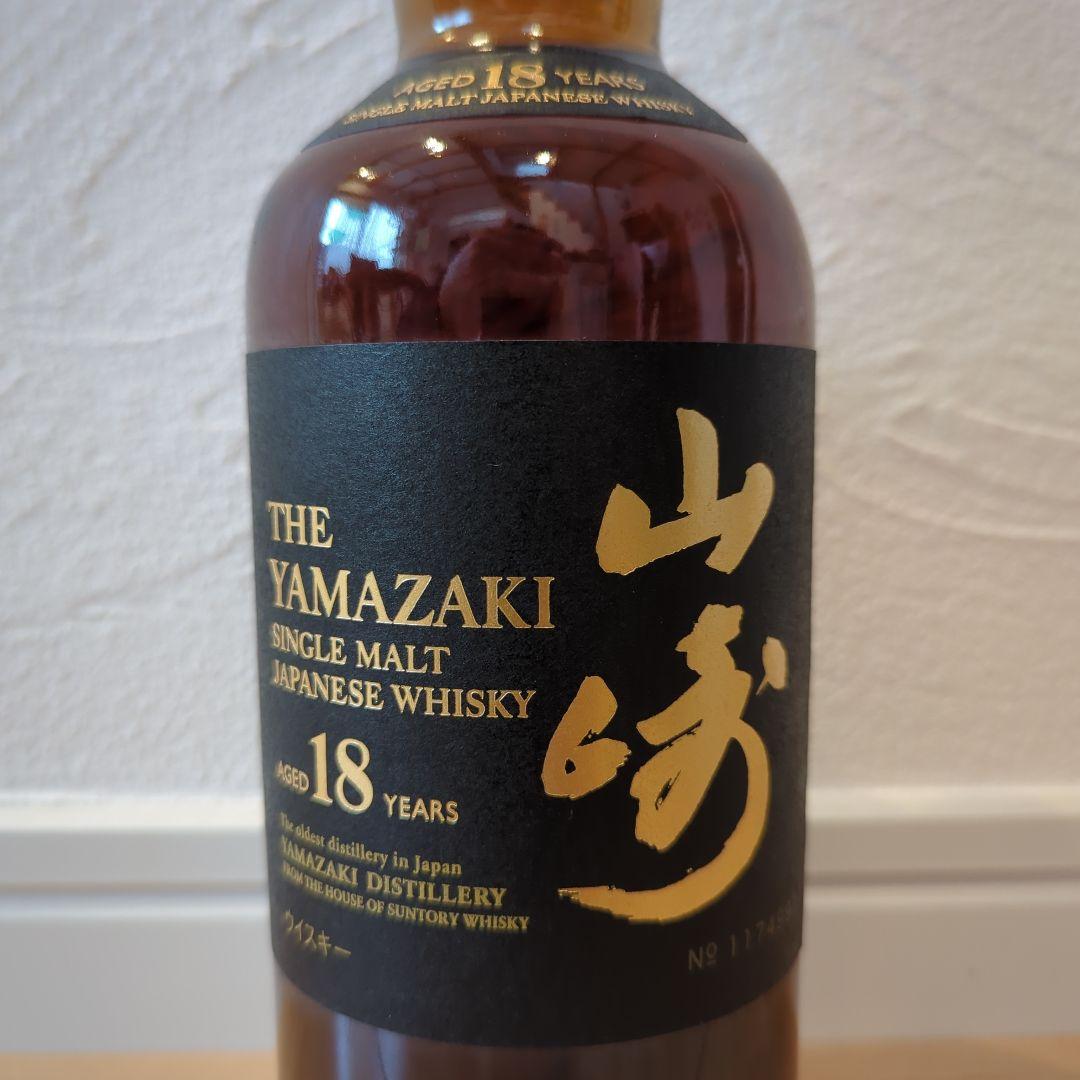 AGED 18 YEARS
SINGLE MALT JAPANESE WHISKY
THE
YAMAZAKI
SINGLE MALT
JAPANESE WHISKY
AGED 18 YEARS
The oldest distillery in Japan
YAMAZAKI DISTILLERY
FROM THE HOUSE OF SUNTORY WHISKY
ウイスキー
山崎
Nº